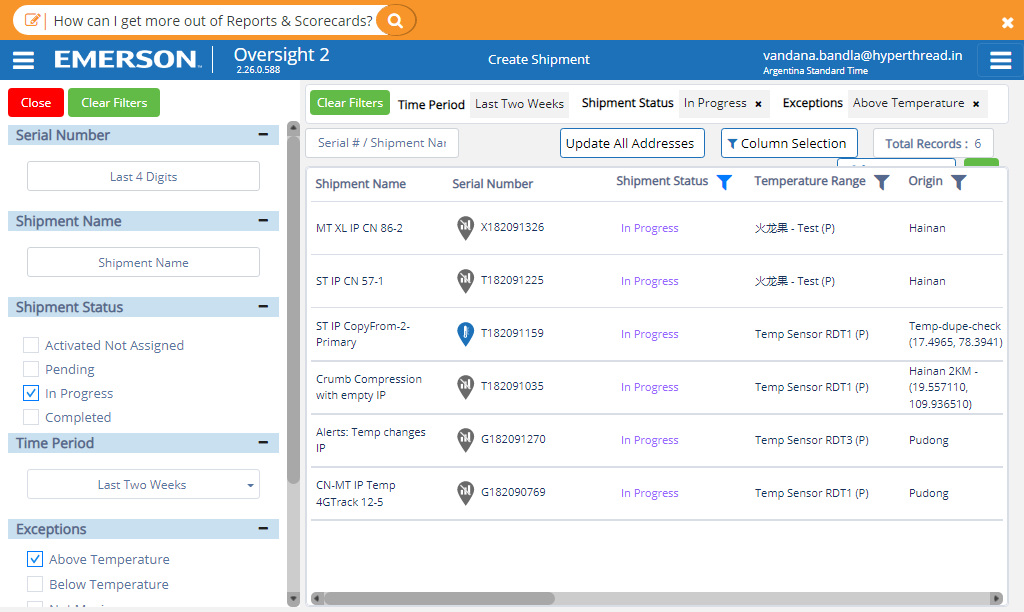 How can I get more out of Reports & Scorecards?
EMERSON
Oversight 2
2.26.0.588
Create Shipment
vandana.bandla@hyperthread.in
Argentina Standard Time
Close
Clear Filters
Serial Number
Last 4 Digits
Shipment Name
Shipment Name
Shipment Status
Activated Not Assigned
Pending
In Progress
Completed
Time Period
Last Two Weeks
Exceptions
Above Temperature
Below Temperature
Clear Filters
Time Period
Last Two Weeks
Shipment Status
In Progress ×
Exceptions
Above Temperature ×
Serial # / Shipment Nar
Update All Addresses
Column Selection
Total Records : 6
Shipment Name Serial Number Shipment Status Temperature Range Origin
MT XL IP CN 86-2 X182091326 In Progress 火龙果 - Test (P) Hainan
ST IP CN 57-1 T182091225 In Progress 火龙果 - Test (P) Hainan
ST IP CopyFrom-2-
Primary
T182091159
In Progress
Temp Sensor RDT1 (P)
Temp-dupe-check
(17.4965, 78.3941)
Crumb Compression
with empty IP
T182091035
In Progress
Temp Sensor RDT1 (P)
Hainan 2KM -
(19.557110,
109.936510)
Alerts: Temp changes
IP
G182091270
In Progress
Temp Sensor RDT3 (P)
Pudong
CN-MT IP Temp
4GTrack 12-5
G182090769
In Progress
Temp Sensor RDT1 (P)
Pudong